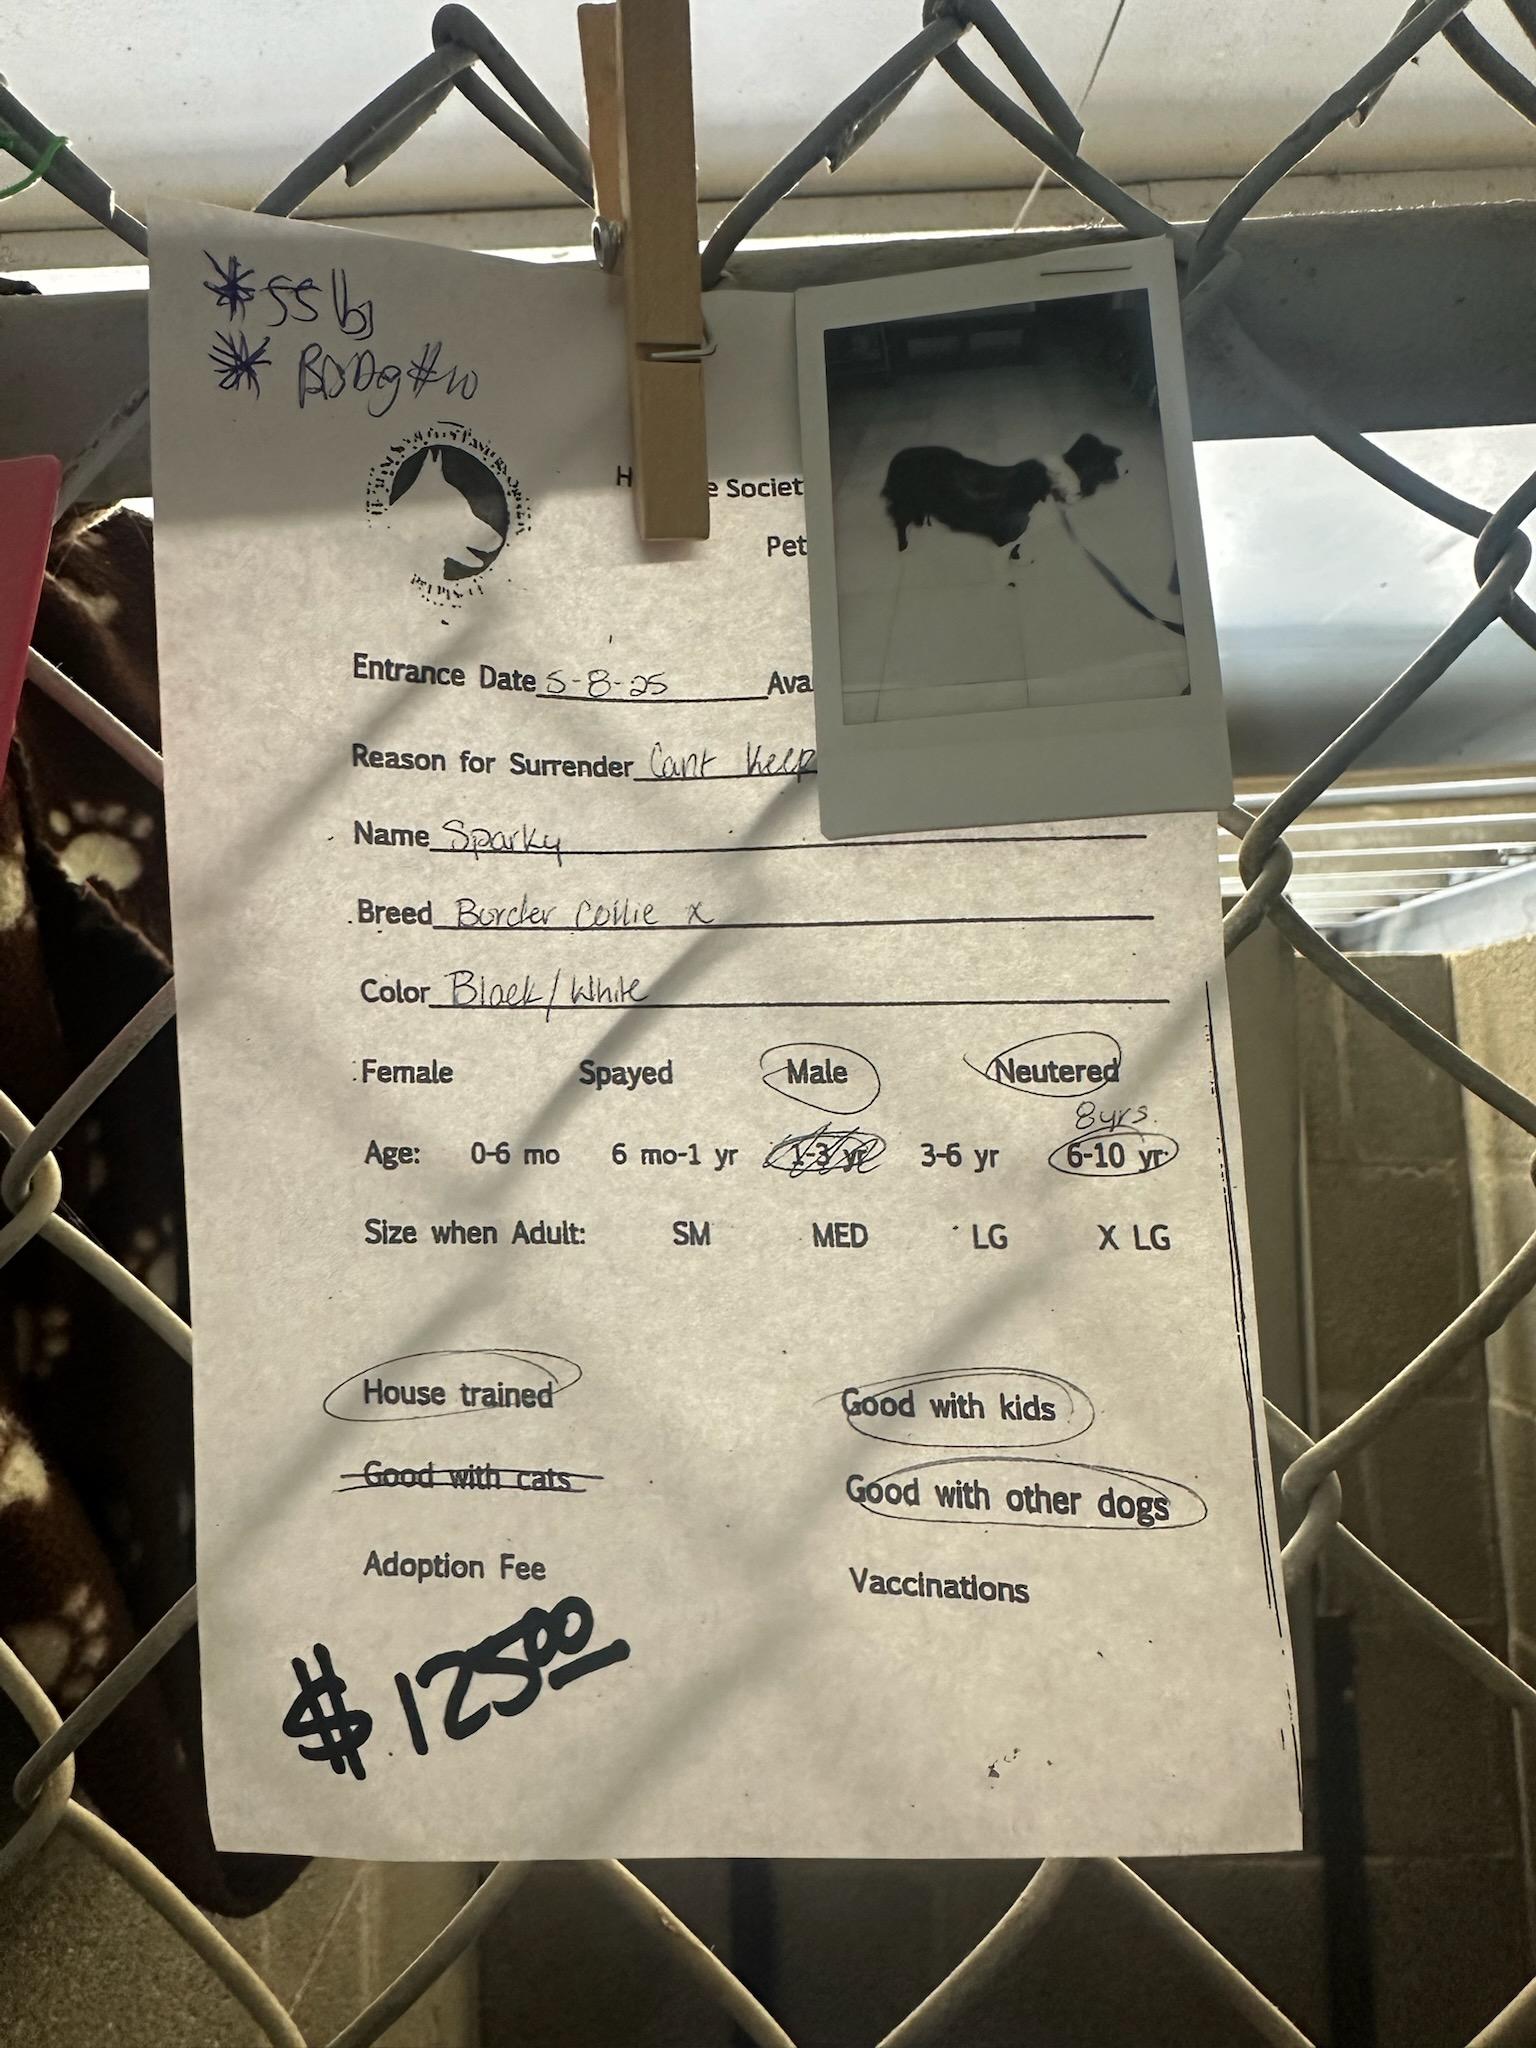 *55 lbs
* Dog #10
e Societ
Pet
Entrance Date 5-8-25 Ava
Reason for Surrender Cant Keep
Name Sparky
Breed Border Collie x
Color Black/White
Female Spayed Male Neutered
8yrs.
Age: 0-6 mo 6 mo-1 yr 1-3 yr 3-6 yr 6-10 yr
Size when Adult: SM MED LG X LG
House trained Good with kids
Good with cats Good with other dogs
Adoption Fee Vaccinations
$125.00